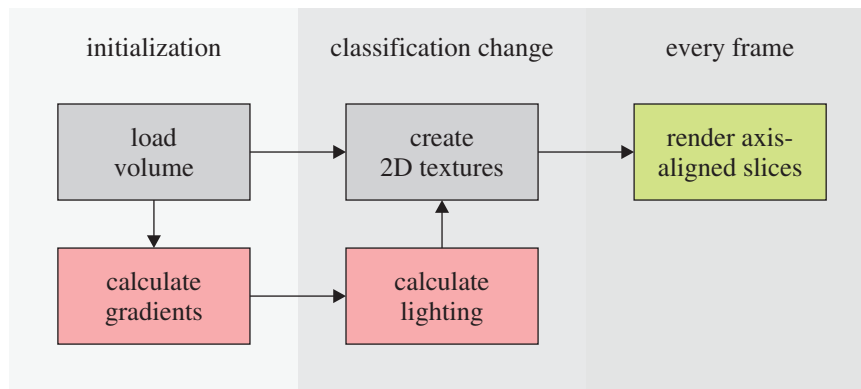 initialization
classification change
every frame
load
volume
create
2D textures
render axis-
aligned slices
calculate
gradients
calculate
lighting